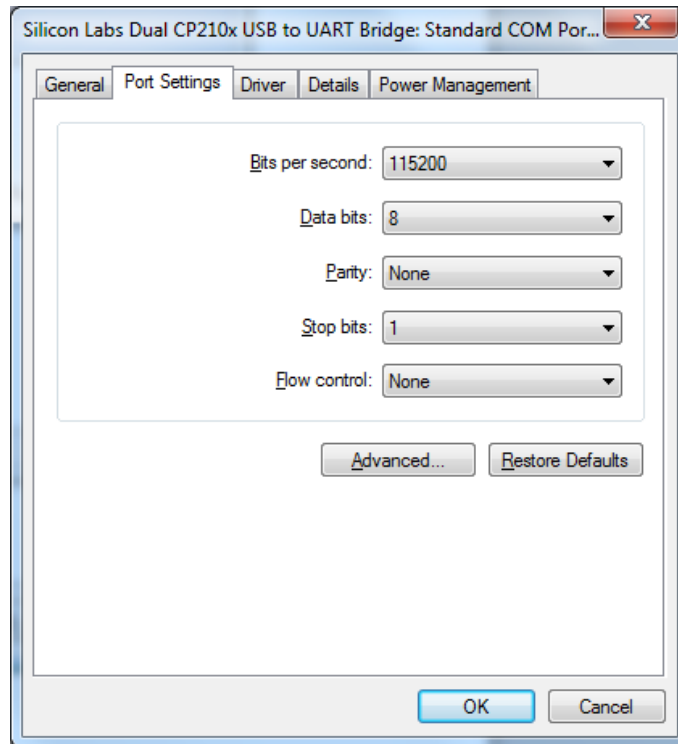 Silicon Labs Dual CP210x USB to UART Bridge: Standard COM Por...
General Port Settings Driver Details Power Management
Bits per second: 115200
Data bits: 8
Parity: None
Stop bits: 1
Flow control: None
Advanced... Restore Defaults
OK Cancel